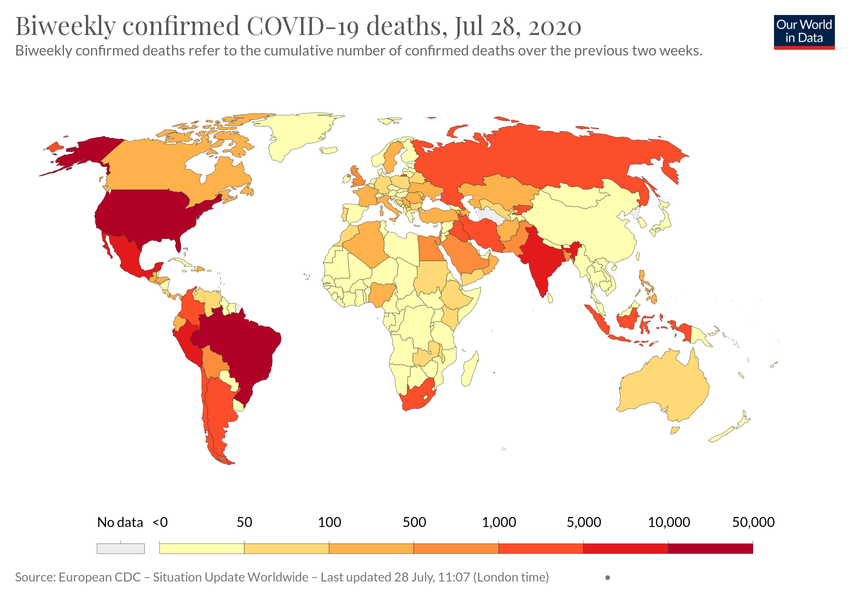 Biweekly confirmed COVID-19 deaths, Jul 28, 2020
Biweekly confirmed deaths refer to the cumulative number of confirmed deaths over the previous two weeks.
Our World
in Data
No data <0 50 100 500 1,000 5,000 10,000 50,000
Source: European CDC – Situation Update Worldwide – Last updated 28 July, 11:07 (London time) •